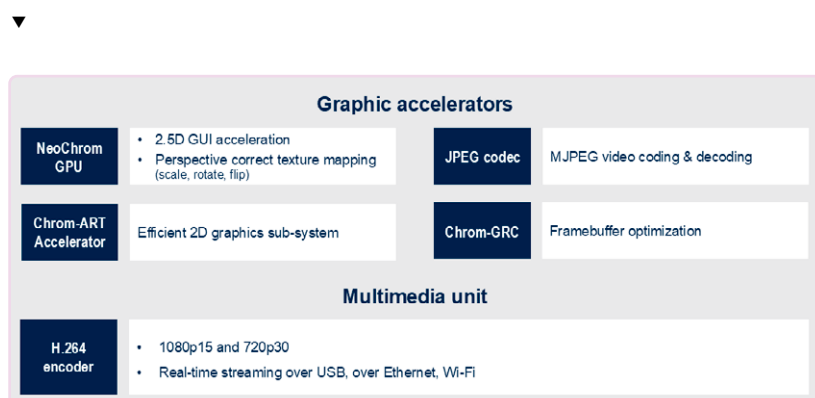 Graphic accelerators
NeoChrom
GPU
• 2.5D GUI acceleration
• Perspective correct texture mapping
(scale, rotate, flip)
JPEG codec
MJPEG video coding & decoding
Chrom-ART
Accelerator
Efficient 2D graphics sub-system
Chrom-GRC
Framebuffer optimization
Multimedia unit
H.264
encoder
• 1080p15 and 720p30
• Real-time streaming over USB, over Ethernet, Wi-Fi